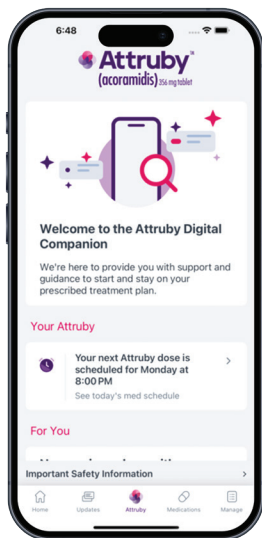 6:48
Attruby™
(acoramidis) 356 mg tablet
Welcome to the Attruby Digital
Companion
We're here to provide you with support and
guidance to start and stay on your
prescribed treatment plan.
Your Attruby
Your next Attruby dose is
scheduled for Monday at
8:00 PM
See today's med schedule
For You
Important Safety Information
Home Updates Attruby Medications Manage